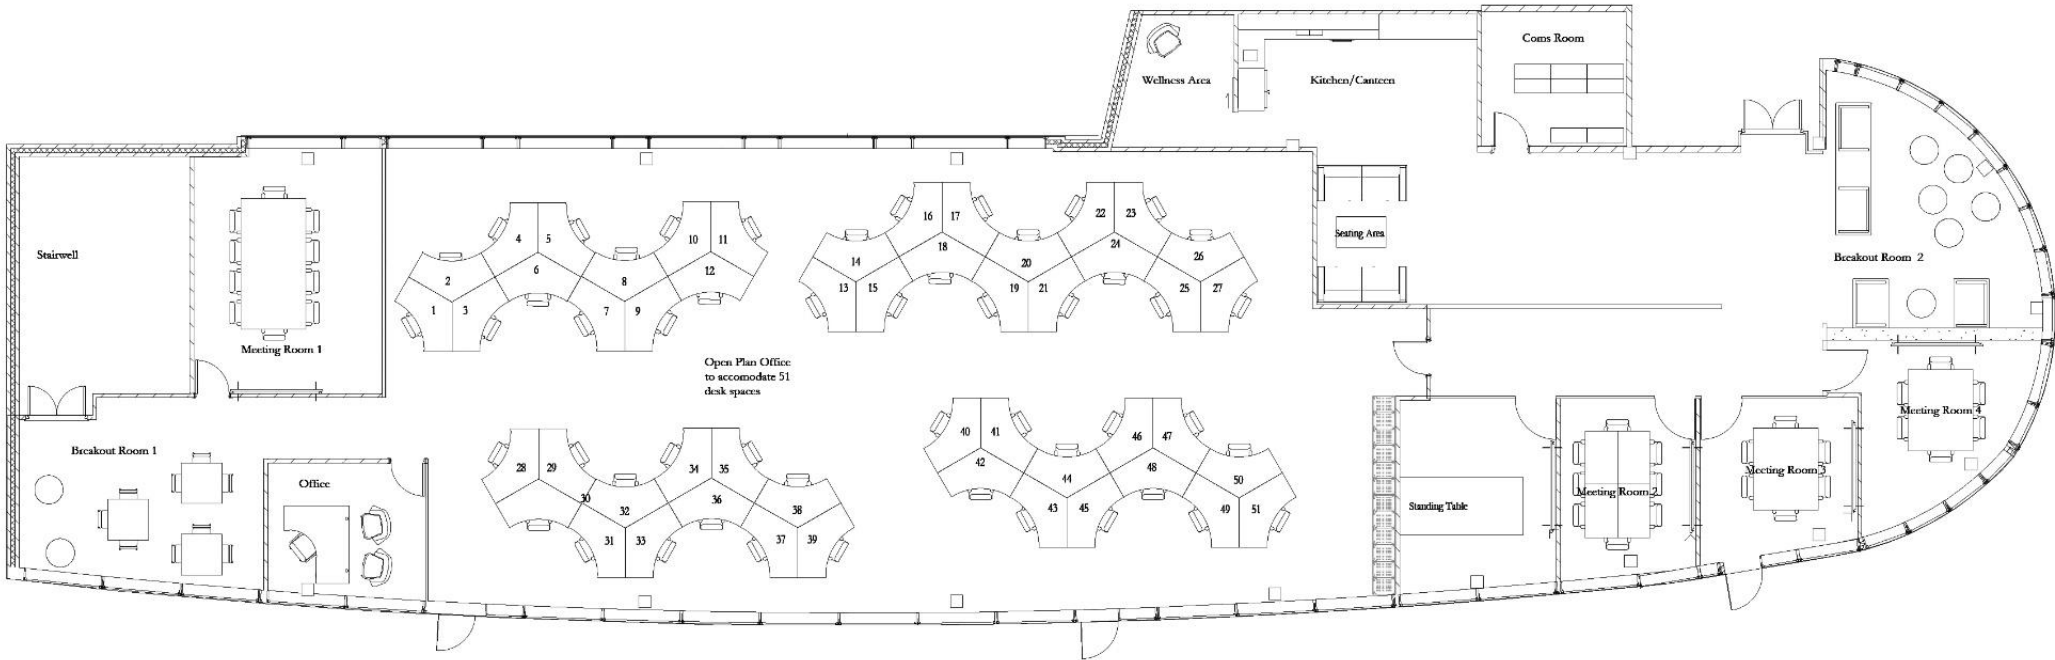 Coms Room
Wellness Area
Kitchen/Canteen
Stairwell
Meeting Room 1
Seating Area
Breakout Room 2
16 17
22 23
4 5
10 11
18
24
14
20
26
6
12
2
8
13 15
19 21
25 27
1 3
7 9
Open Plan Office
to accomodate 51
desk spaces
Meeting Room 4
40 41
46 47
Breakout Room 1
42
48
28 29
34 35
44
50
Meeting Room 3
Office
Meeting Room 2
30
36
32
38
43 45
49 51
Standing Table
31 33
37 39